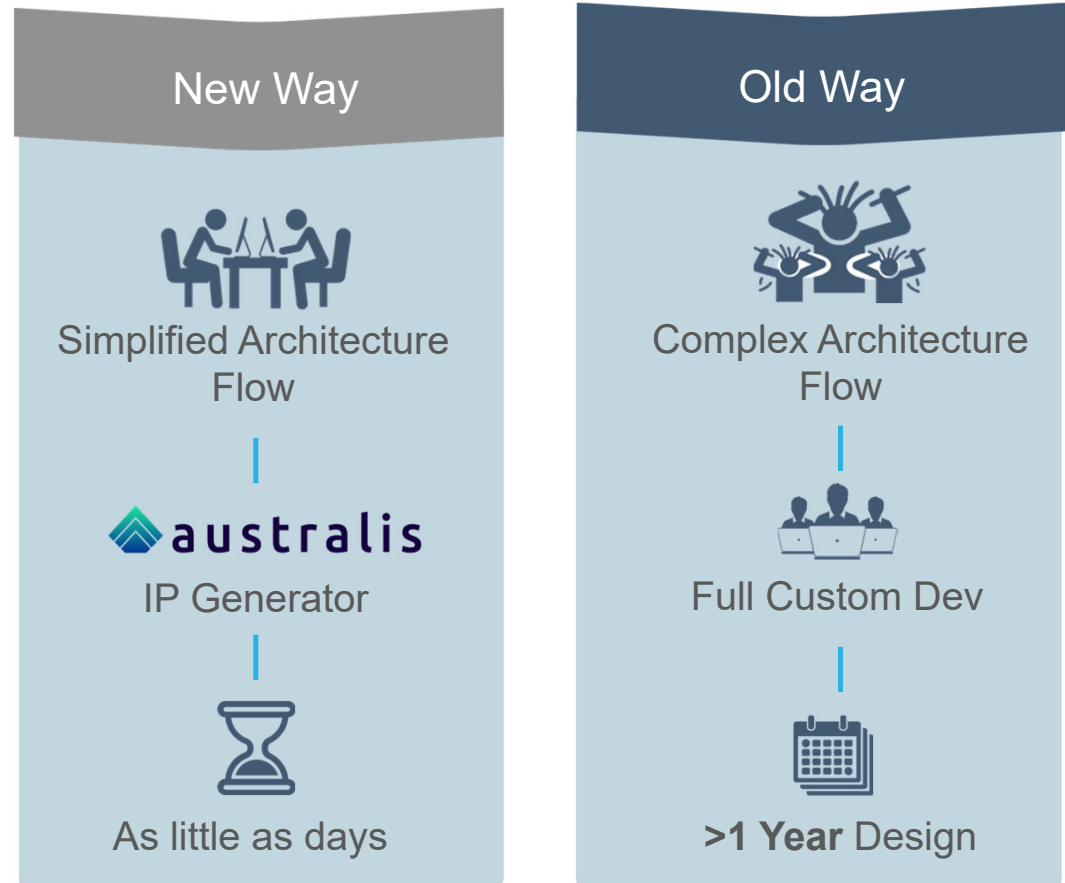 New Way
Simplified Architecture
Flow
australis
IP Generator
As little as days
Old Way
Complex Architecture
Flow
Full Custom Dev
>1 Year Design